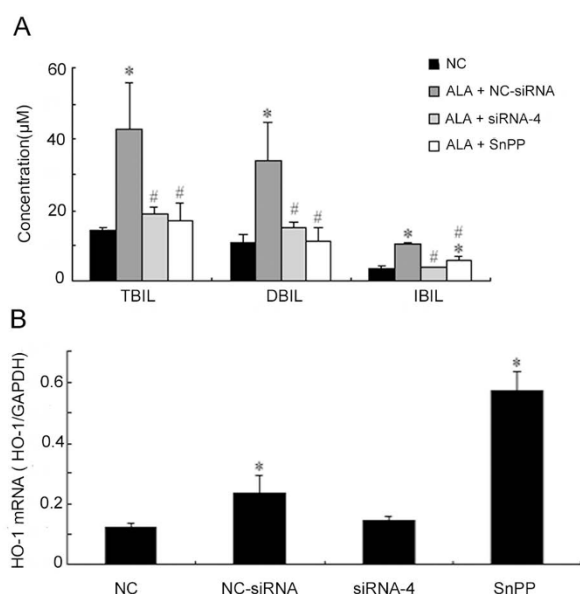 A
NC
ALA + NC-siRNA
ALA + siRNA-4
ALA + SnPP
Concentration(µM)
60
40
20
0
*
#
#
*
#
#
*
#
#
*
TBIL
DBIL
IBIL
B
HO-1 mRNA ( HO-1/GAPDH)
0.6
0.4
0.2
0
*
*
NC
NC-siRNA
siRNA-4
SnPP